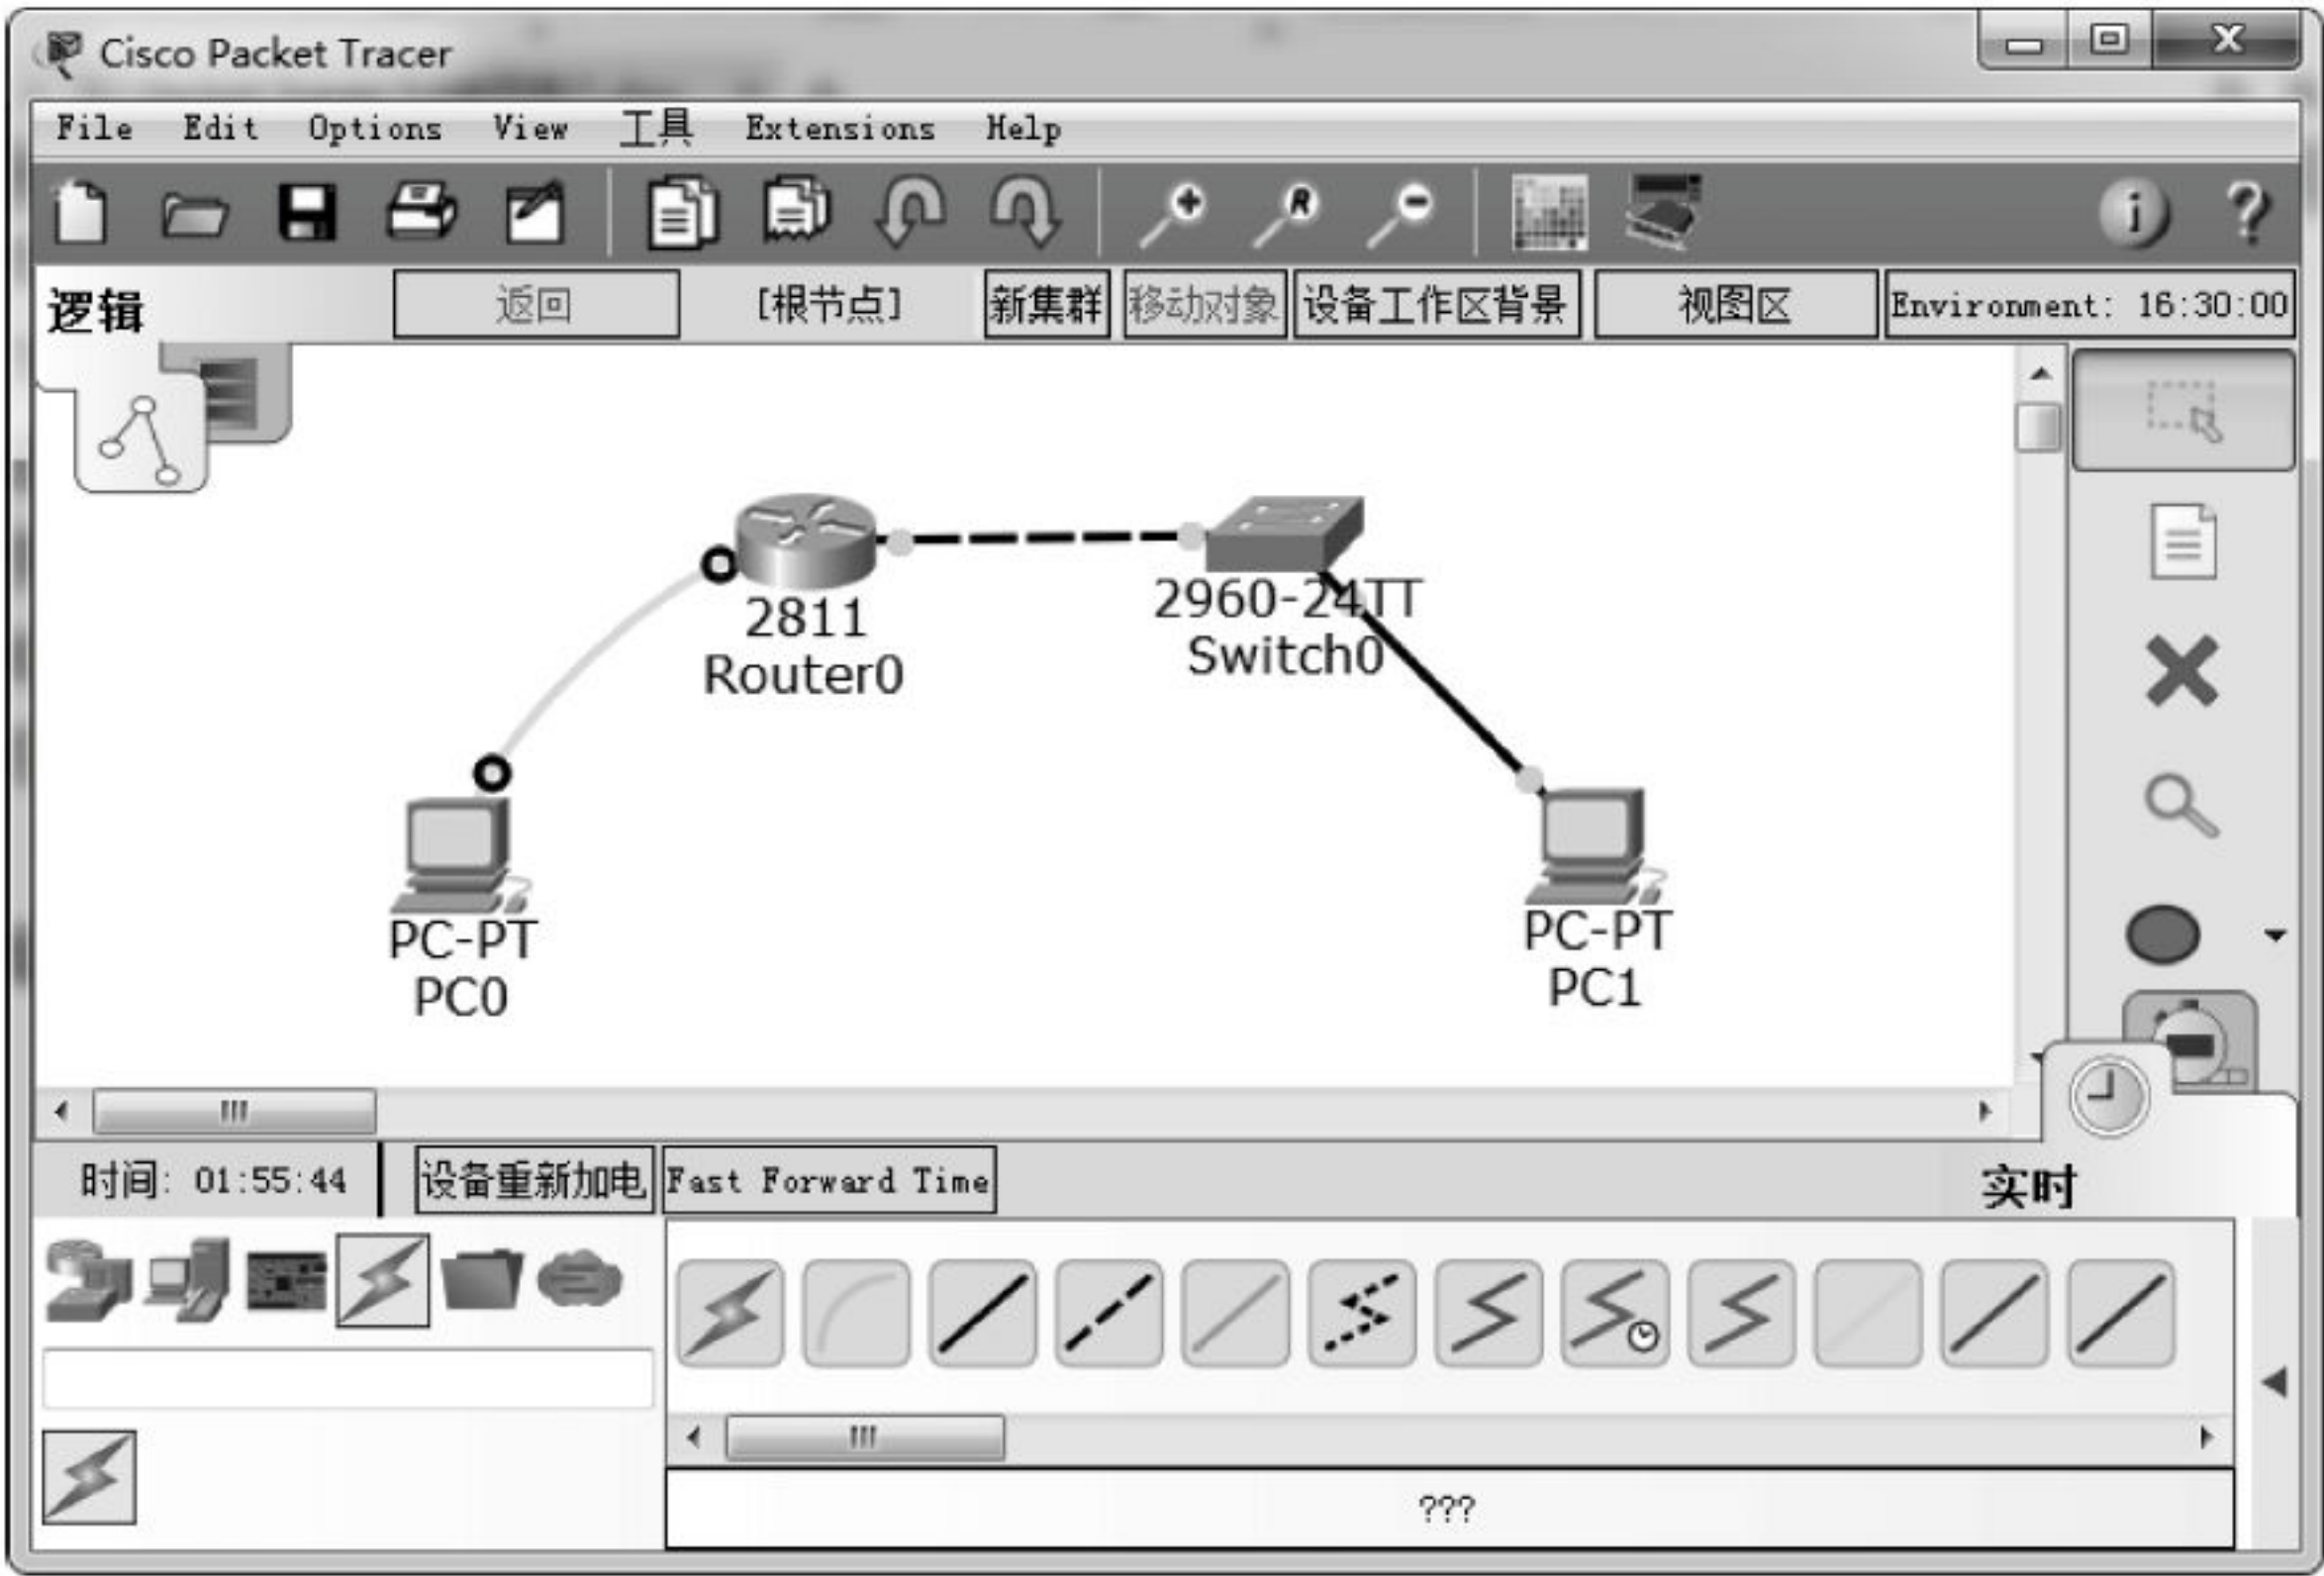 Cisco Packet Tracer
File Edit Options View 工具 Extensions Help
逻辑 返回 [根节点] 新集群 移动对象 设备工作区背景 视图区 Environment: 16:30:00
2811
Router0
2960-24TT
Switch0
PC-PT
PC0
PC-PT
PC1
时间: 01:55:44 设备重新加电 Fast Forward Time 实时
???